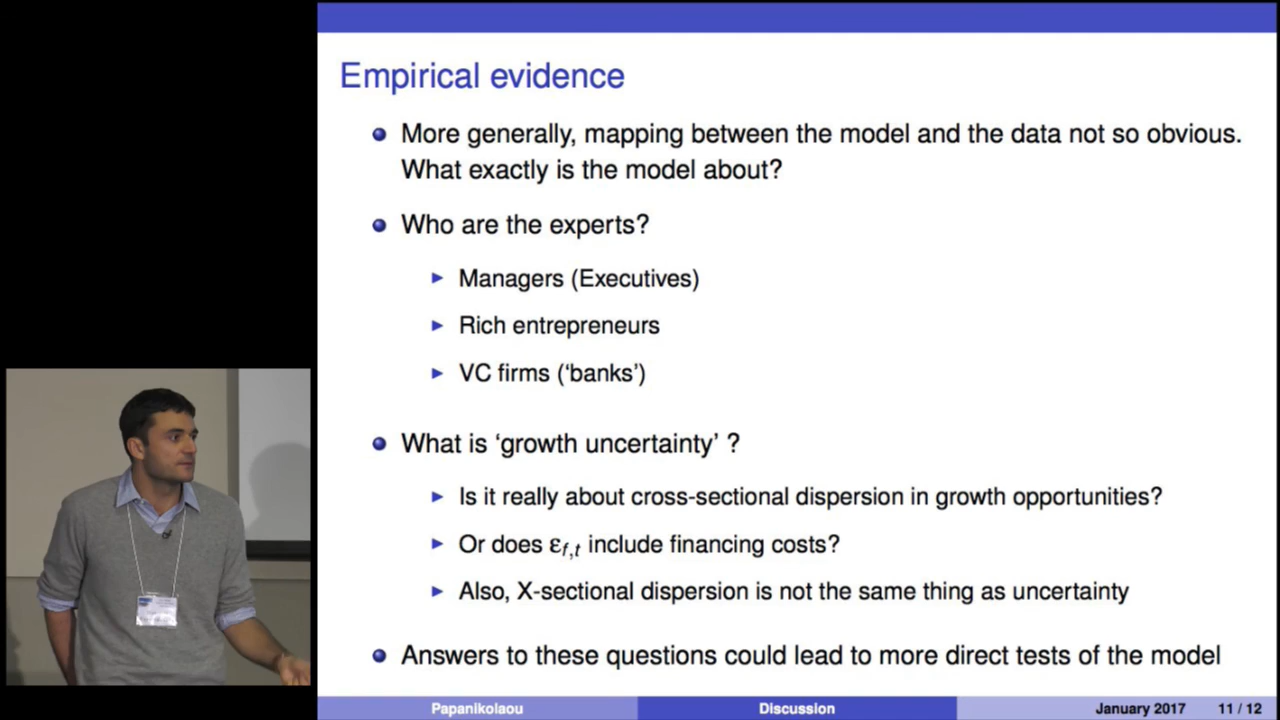 Empirical evidence
More generally, mapping between the model and the data not so obvious.
What exactly is the model about?
Who are the experts?
Managers (Executives)
Rich entrepreneurs
VC firms (‘banks’)
What is ‘growth uncertainty’ ?
Is it really about cross-sectional dispersion in growth opportunities?
Or does εf,t include financing costs?
Also, X-sectional dispersion is not the same thing as uncertainty
Answers to these questions could lead to more direct tests of the model
Papanikolaou Discussion January 2017 11 / 12